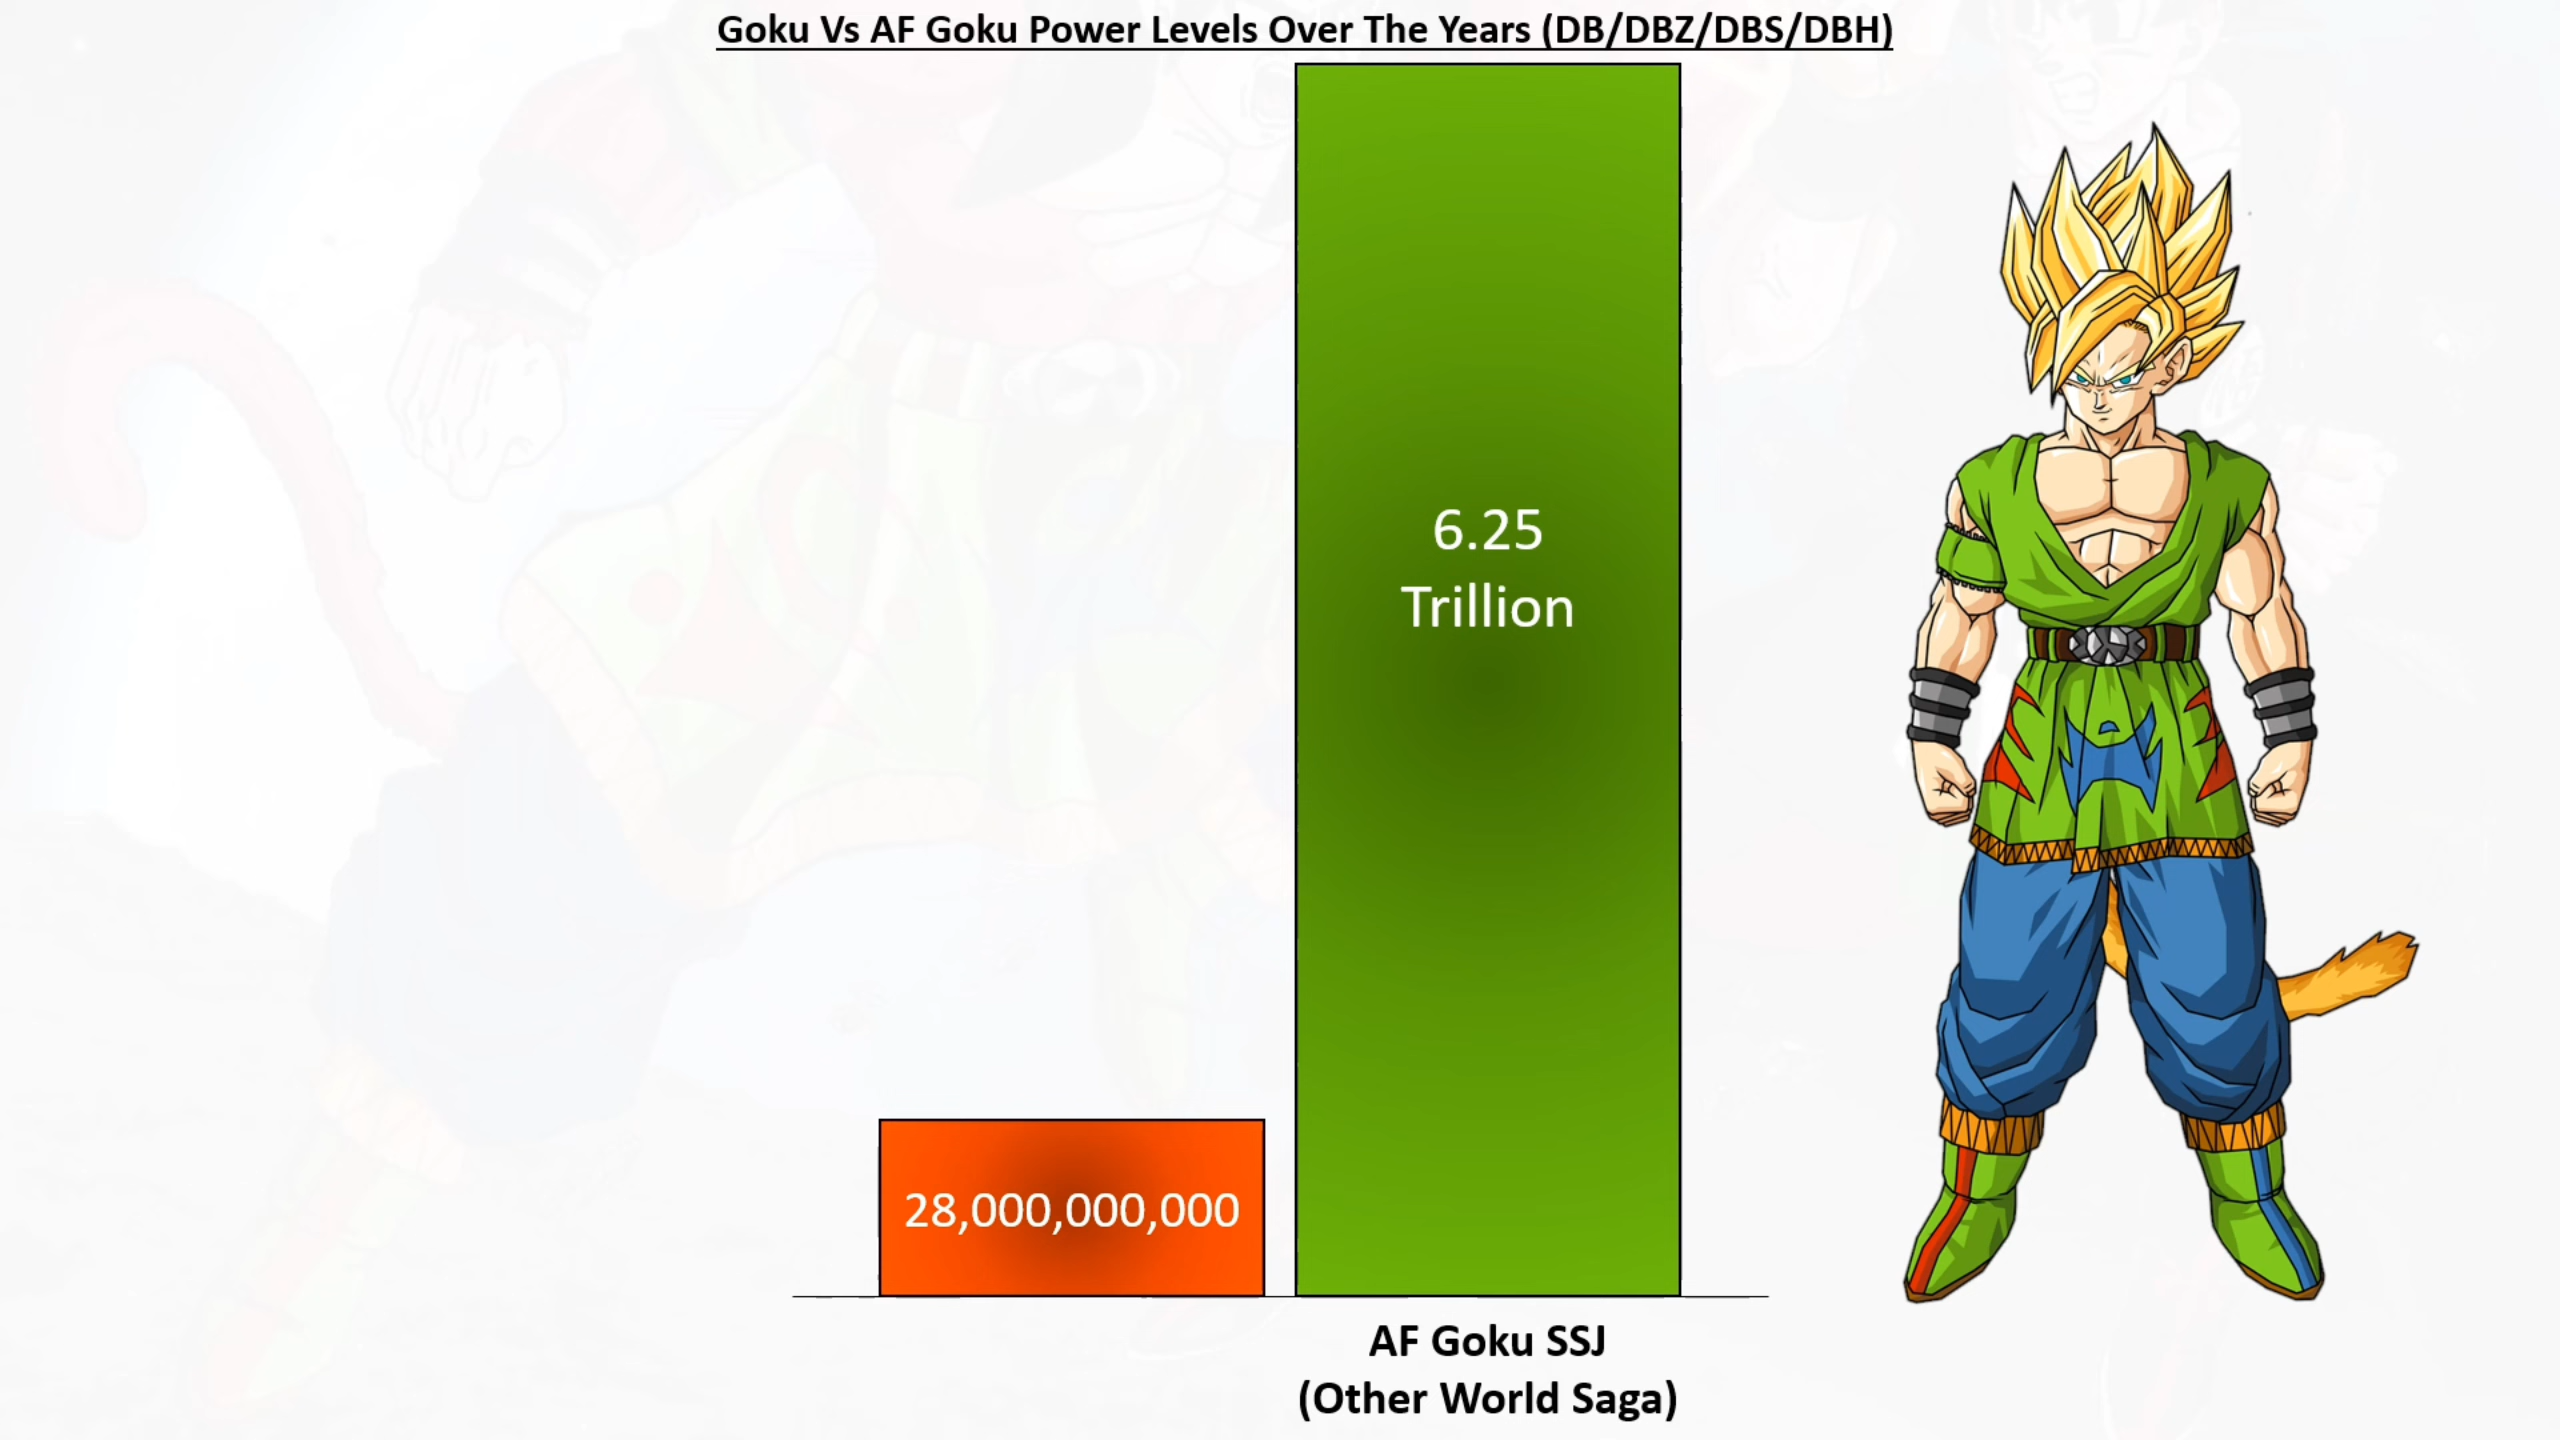 Goku Vs AF Goku Power Levels Over The Years (DB/DBZ/DBS/DBH)
6.25
Trillion
28,000,000,000
AF Goku SSJ
(Other World Saga)